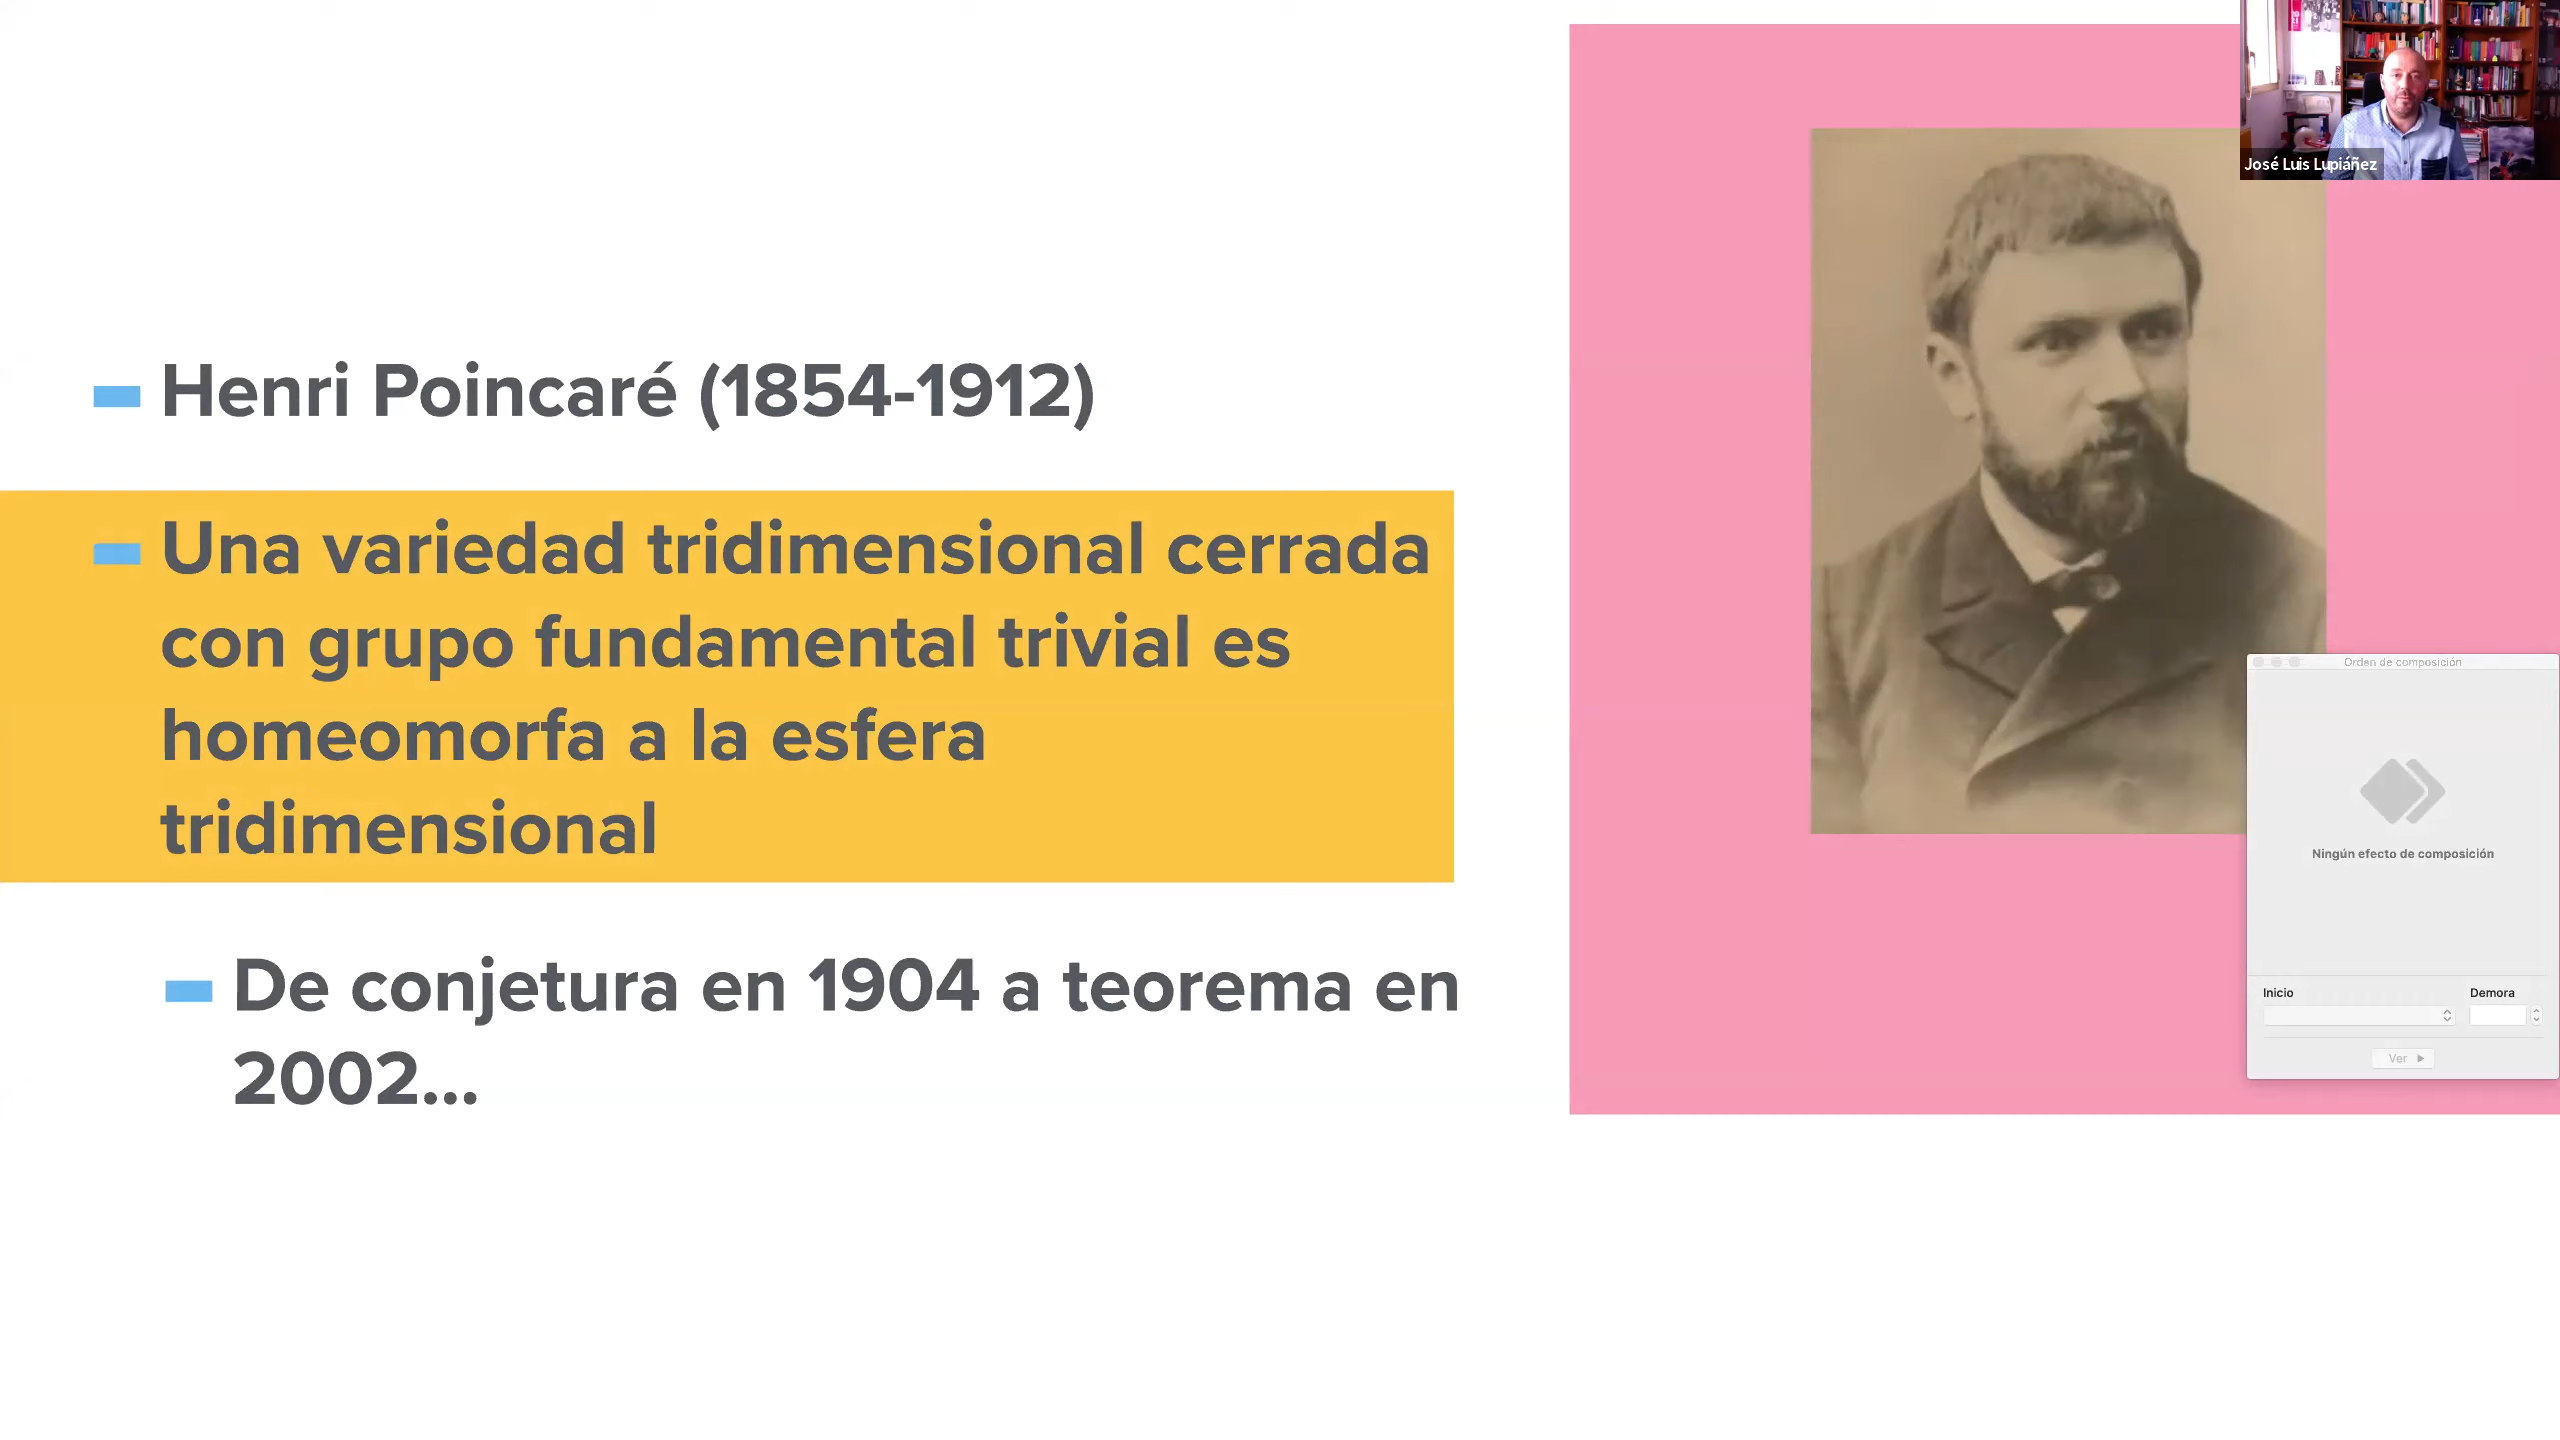 José Luis Lupiáñez
Henri Poincaré (1854-1912)
Una variedad tridimensional cerrada
con grupo fundamental trivial es
homeomorfa a la esfera
tridimensional
De conjetura en 1904 a teorema en
2002...
Orden de composición
Ningún efecto de composición
Inicio
Demora
Ver